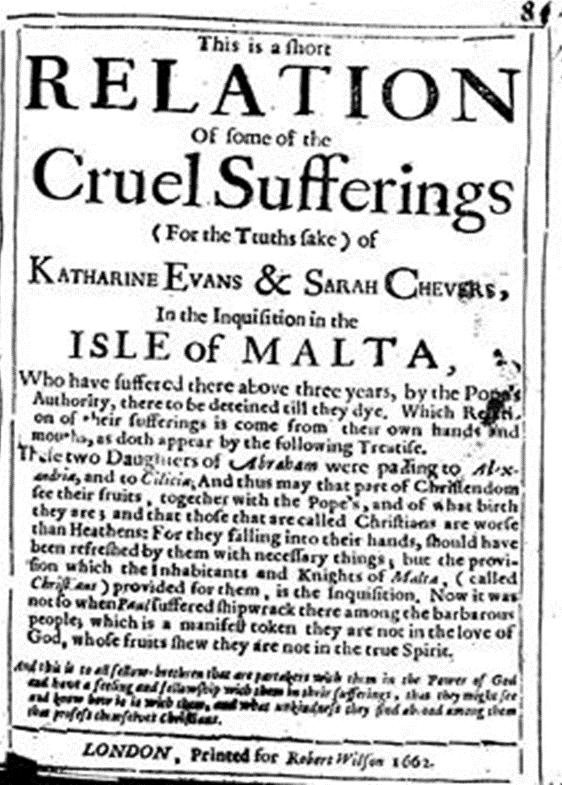 81
This is a ſhort
RELATION
Of ſome of the
Cruel Sufferings
(For the Truths ſake) of
KATHARINE EVANS & SARAH CHEVERS,
In the Inquiſition in the
ISLE of MALTA,
Who have ſuffered there above three years, by the Pope's
Authority, there to be deteined till they dye. Which Relati-
on of their ſufferings is come from their own hands and
mouths, as doth appear by the following Treatiſe.
Theſe two Daughters of Abraham were paſſing to Alex-
andria, and to Cilicia; And thus may that part of Chriſtendom
ſee their fruits, together with the Pope's, and of what birth
they are; and that thoſe that are called Chriſtians are worſe
than Heathens: For they falling into their hands, ſhould have
been refreſhed by them with neceſſary things; but the provi-
ſion which the Inhabitants and Knights of Malta, (called
Chriſtians) provided for them, is the Inquiſition. Now it was
not ſo when Paul ſuffered ſhipwrack there among the barbarous
people; which is a manifeſt token they are not in the love of
God, whoſe fruits ſhew they are not in the true Spirit.
And this is to all fellow-brethren that are partakers with them in the Power of God
and have a feeling and fellowſhip with them in their ſufferings, that they might ſee
and know how it is with them, and what unkindneſs they find abroad among them
that profeſs themſelves Chriſtians.
LONDON, Printed for Robert Wilſon 1662.